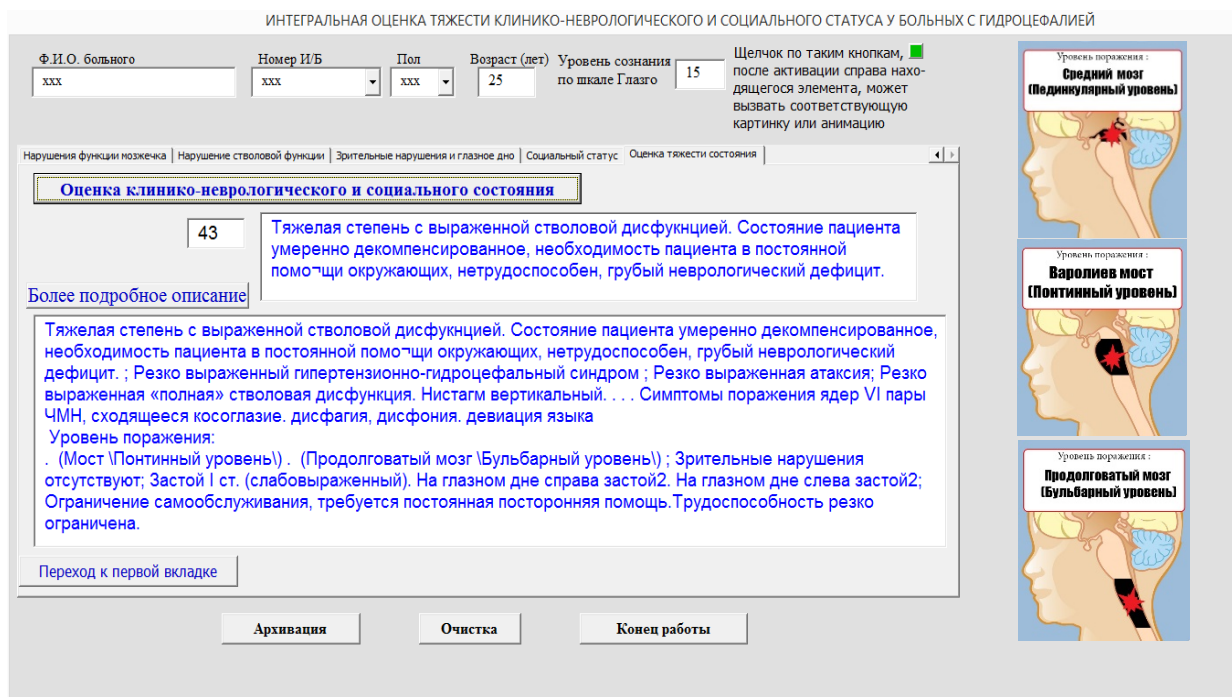 ИНТЕГРАЛЬНАЯ ОЦЕНКА ТЯЖЕСТИ КЛИНИКО-НЕВРОЛОГИЧЕСКОГО И СОЦИАЛЬНОГО СТАТУСА У БОЛЬНЫХ С ГИДРОЦЕФАЛИЕЙ
Ф.И.О. больного
xxx
Номер И/Б
xxx
Пол
xxx
Возраст (лет)
25
Уровень сознания
по шкале Глазго
15
Щелчок по таким кнопкам,
после активации справа нахо-
дящегося элемента, может
вызвать соответствующую
картинку или анимацию
Нарушения функции мозжечка
Нарушение стволовой функции
Зрительные нарушения и глазное дно
Социальный статус
Оценка тяжести состояния
Оценка клинико-неврологического и социального состояния
43
Тяжелая степень с выраженной стволовой дисфукнцией. Состояние пациента
умеренно декомпенсированное, необходимость пациента в постоянной
помо¬щи окружающих, нетрудоспособен, грубый неврологический дефицит.
Более подробное описание
Тяжелая степень с выраженной стволовой дисфукнцией. Состояние пациента умеренно декомпенсированное,
необходимость пациента в постоянной помо¬щи окружающих, нетрудоспособен, грубый неврологический
дефицит. ; Резко выраженный гипертензионно-гидроцефальный синдром ; Резко выраженная атаксия; Резко
выраженная «полная» стволовая дисфункция. Нистагм вертикальный. . . . Симптомы поражения ядер VI пары
ЧМН, сходящееся косоглазие. дисфагия, дисфония. девиация языка
Уровень поражения:
. (Мост \Понтинный уровень\) . (Продолговатый мозг \Бульбарный уровень\) ; Зрительные нарушения
отсутствуют; Застой I ст. (слабовыраженный). На глазном дне справа застой2. На глазном дне слева застой2;
Ограничение самообслуживания, требуется постоянная посторонняя помощь.Трудоспособность резко
ограничена.
Переход к первой вкладке
Архивация
Очистка
Конец работы
Уровень поражения :
Средний мозг
(Пединкулярный уровень)
Уровень поражения :
Варолиев мост
(Понтинный уровень)
Уровень поражения :
Продолговатый мозг
(Бульбарный уровень)